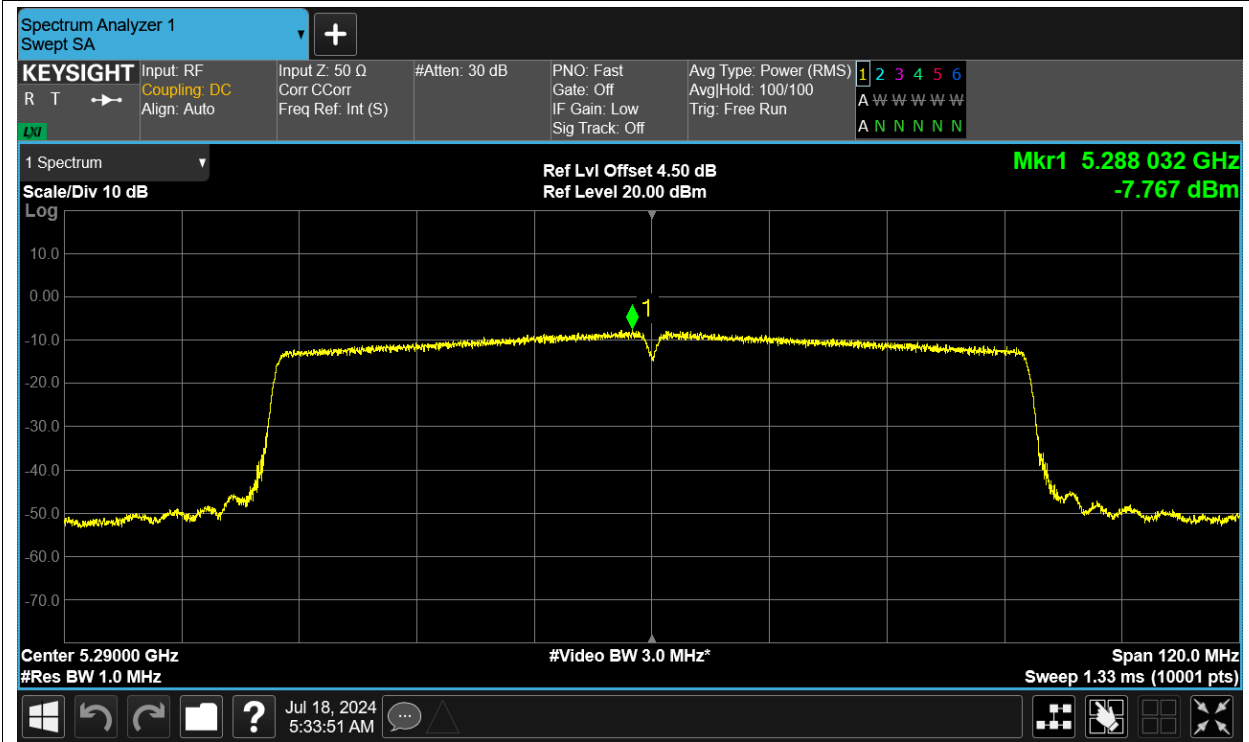 Spectrum Analyzer 1
Swept SA
KEYSIGHT
R T
LXI
Input: RF
Coupling: DC
Align: Auto
Input Z: 50 Ω
Corr CCorr
Freq Ref: Int (S)
#Atten: 30 dB
PNO: Fast
Gate: Off
IF Gain: Low
Sig Track: Off
Avg Type: Power (RMS)
Avg|Hold: 100/100
Trig: Free Run
1 2 3 4 5 6
A W W W W W
A N N N N N
1 Spectrum
Scale/Div 10 dB
Log
Ref Lvl Offset 4.50 dB
Ref Level 20.00 dBm
Mkr1 5.288 032 GHz
-7.767 dBm
10.0
0.00
-10.0
-20.0
-30.0
-40.0
-50.0
-60.0
-70.0
1
Center 5.29000 GHz
#Res BW 1.0 MHz
#Video BW 3.0 MHz*
Span 120.0 MHz
Sweep 1.33 ms (10001 pts)
?
Jul 18, 2024
5:33:51 AM